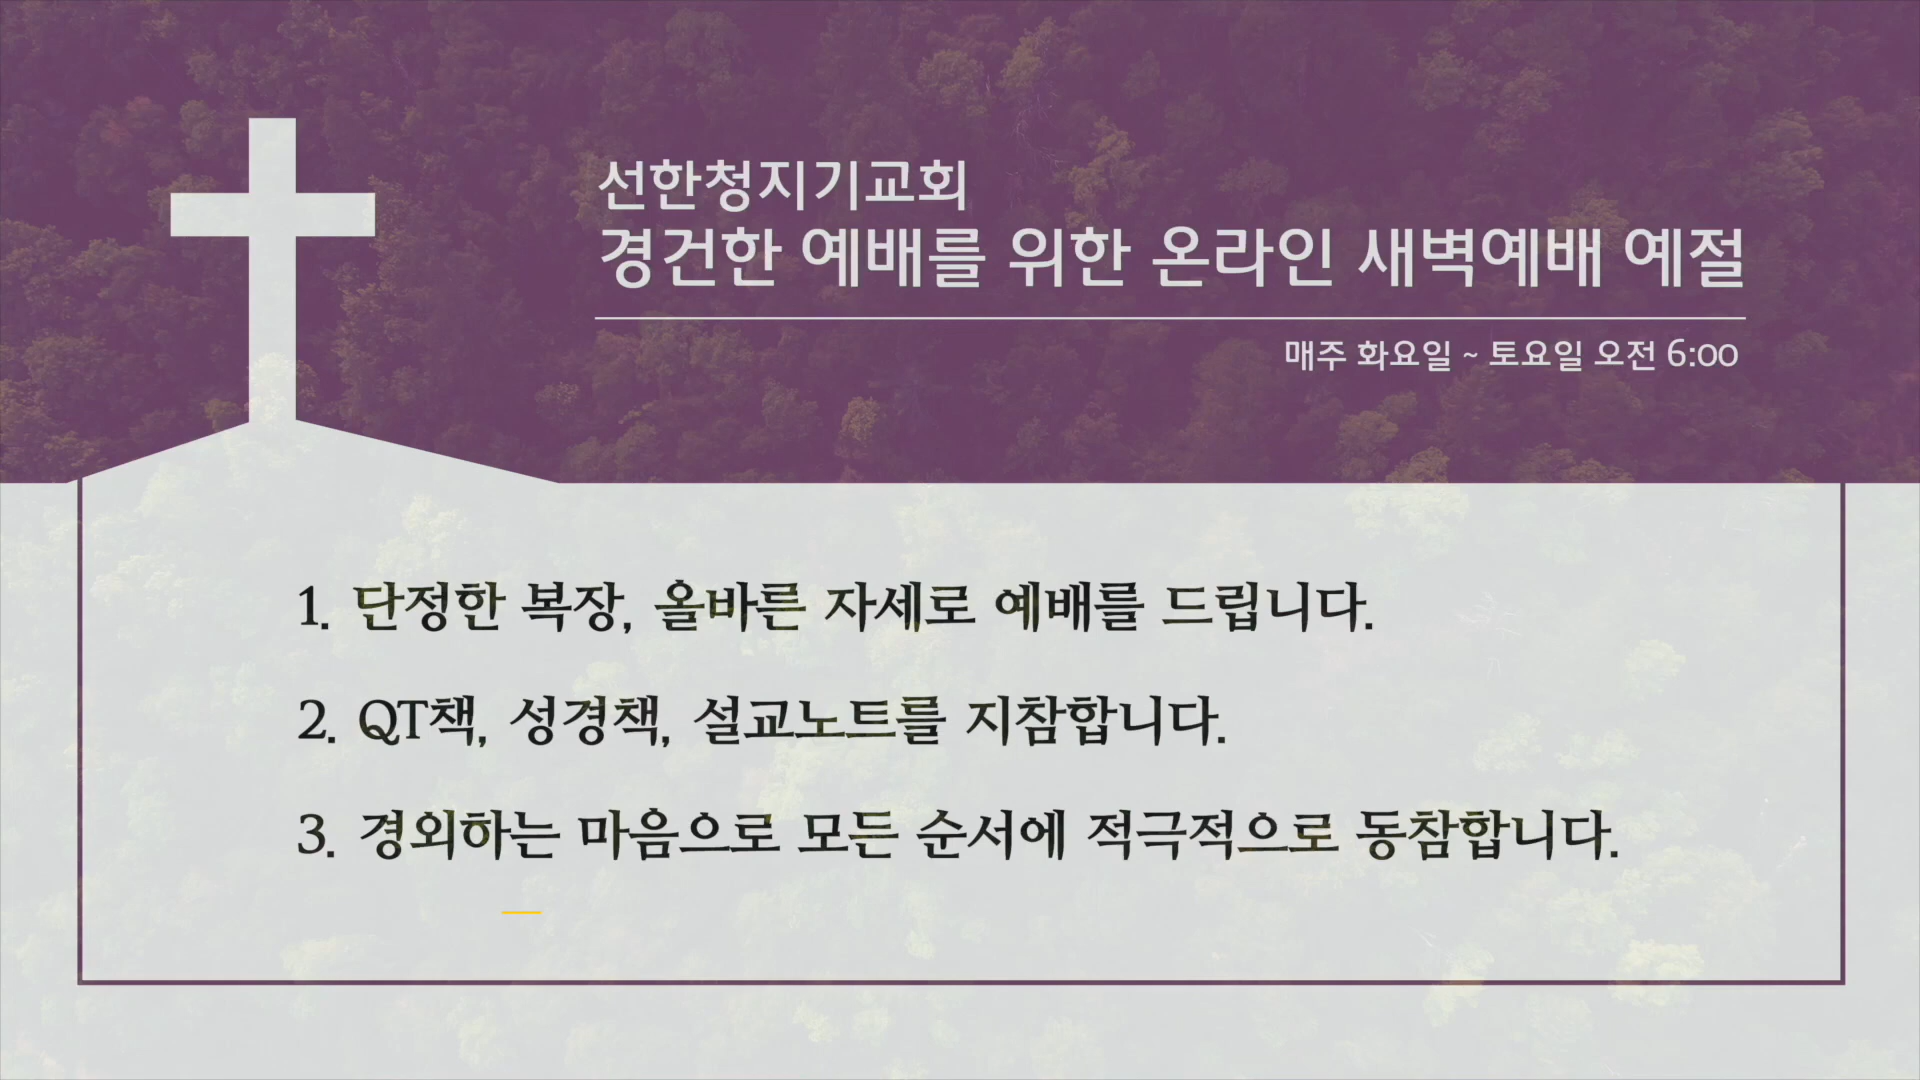 선한청지기교회
경건한 예배를 위한 온라인 새벽예배 예절
매주 화요일 ~ 토요일 오전 6:00
1. 단정한 복장, 올바른 자세로 예배를 드립니다.
2. QT책, 성경책, 설교노트를 지참합니다.
3. 경외하는 마음으로 모든 순서에 적극적으로 동참합니다.